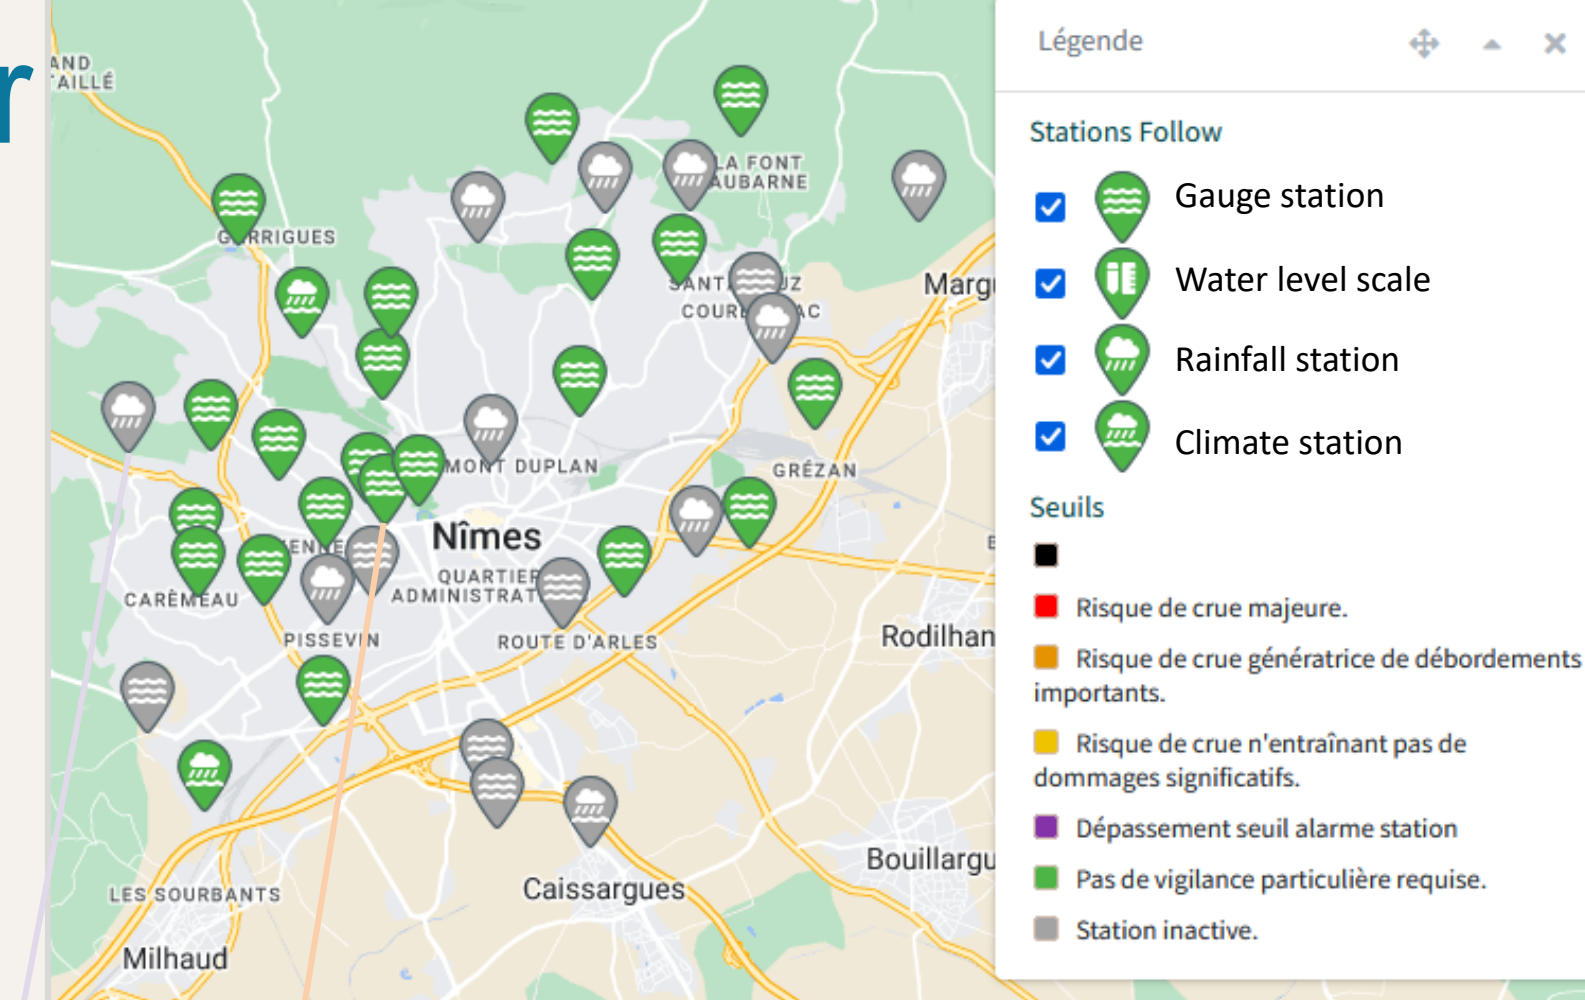 r
AND
TAILLÉ
LA FONT
AUBARNE
GARRIGUES
Marg
MONT DUPLAN
GRÉZAN
Nîmes
QUARTIER
CARÉMEAU
PISSEVIN
ROUTE D'ARLES
Rodilhan
Bouillargu
Caissargues
LES SOURBANTS
Milhaud
Légende
Stations Follow
Gauge station
Water level scale
Rainfall station
Climate station
Seuils
Risque de crue majeure.
Risque de crue génératrice de débordements
importants.
Risque de crue n'entraînant pas de
dommages significatifs.
Dépassement seuil alarme station
Pas de vigilance particulière requise.
Station inactive.